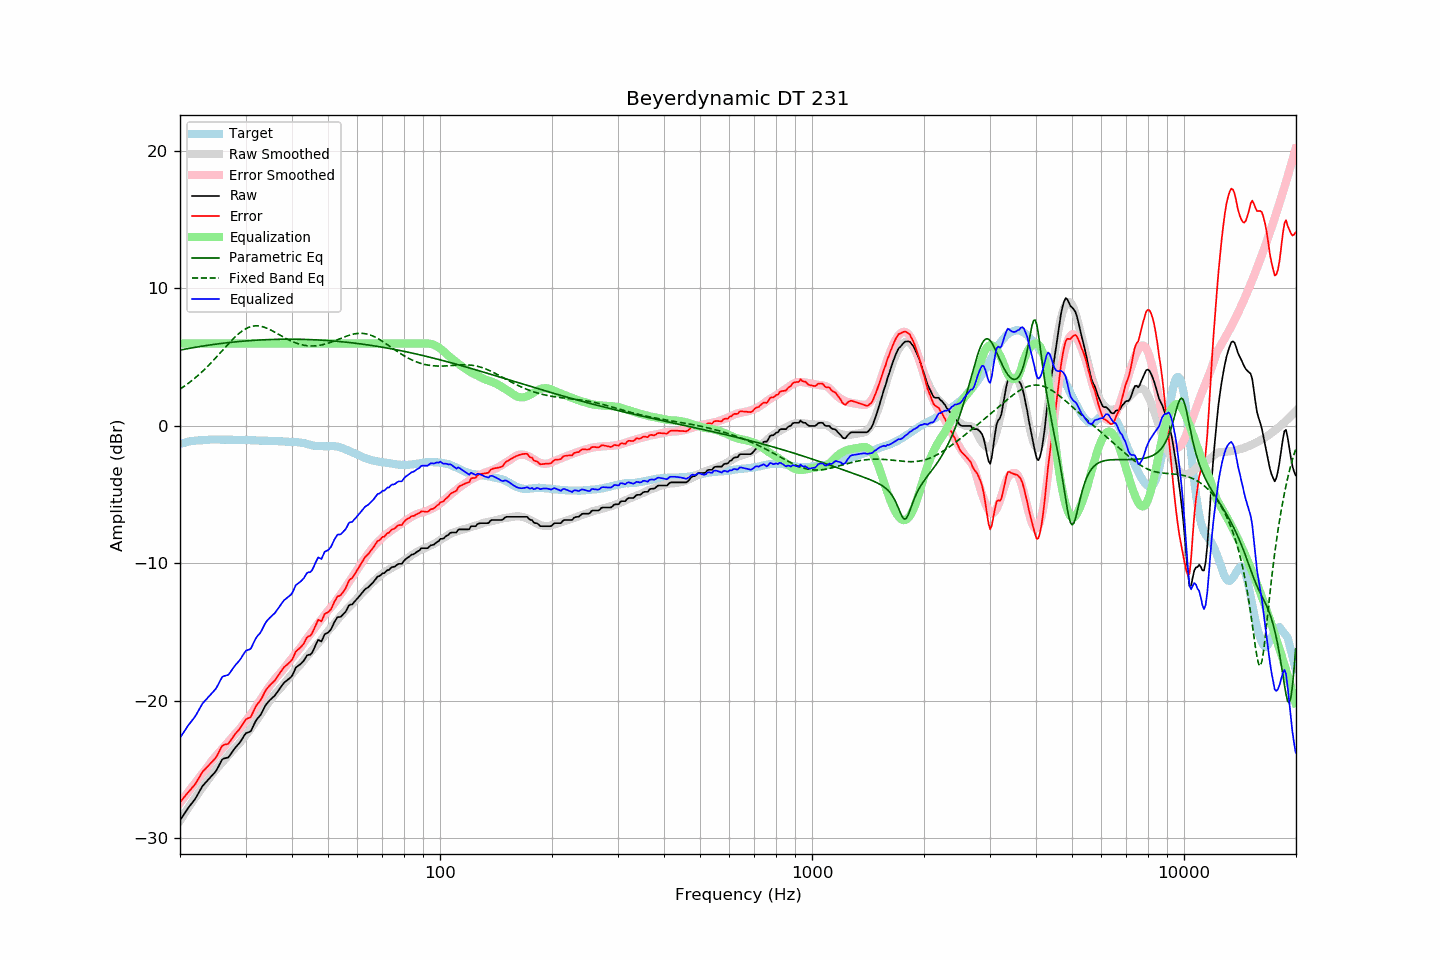 Beyerdynamic DT 231
Target
Raw Smoothed
Error Smoothed
Raw
Error
Equalization
Parametric Eq
Fixed Band Eq
Equalized
Amplitude (dBr)
20
10
0
−10
−20
−30
100
1000
10000
Frequency (Hz)